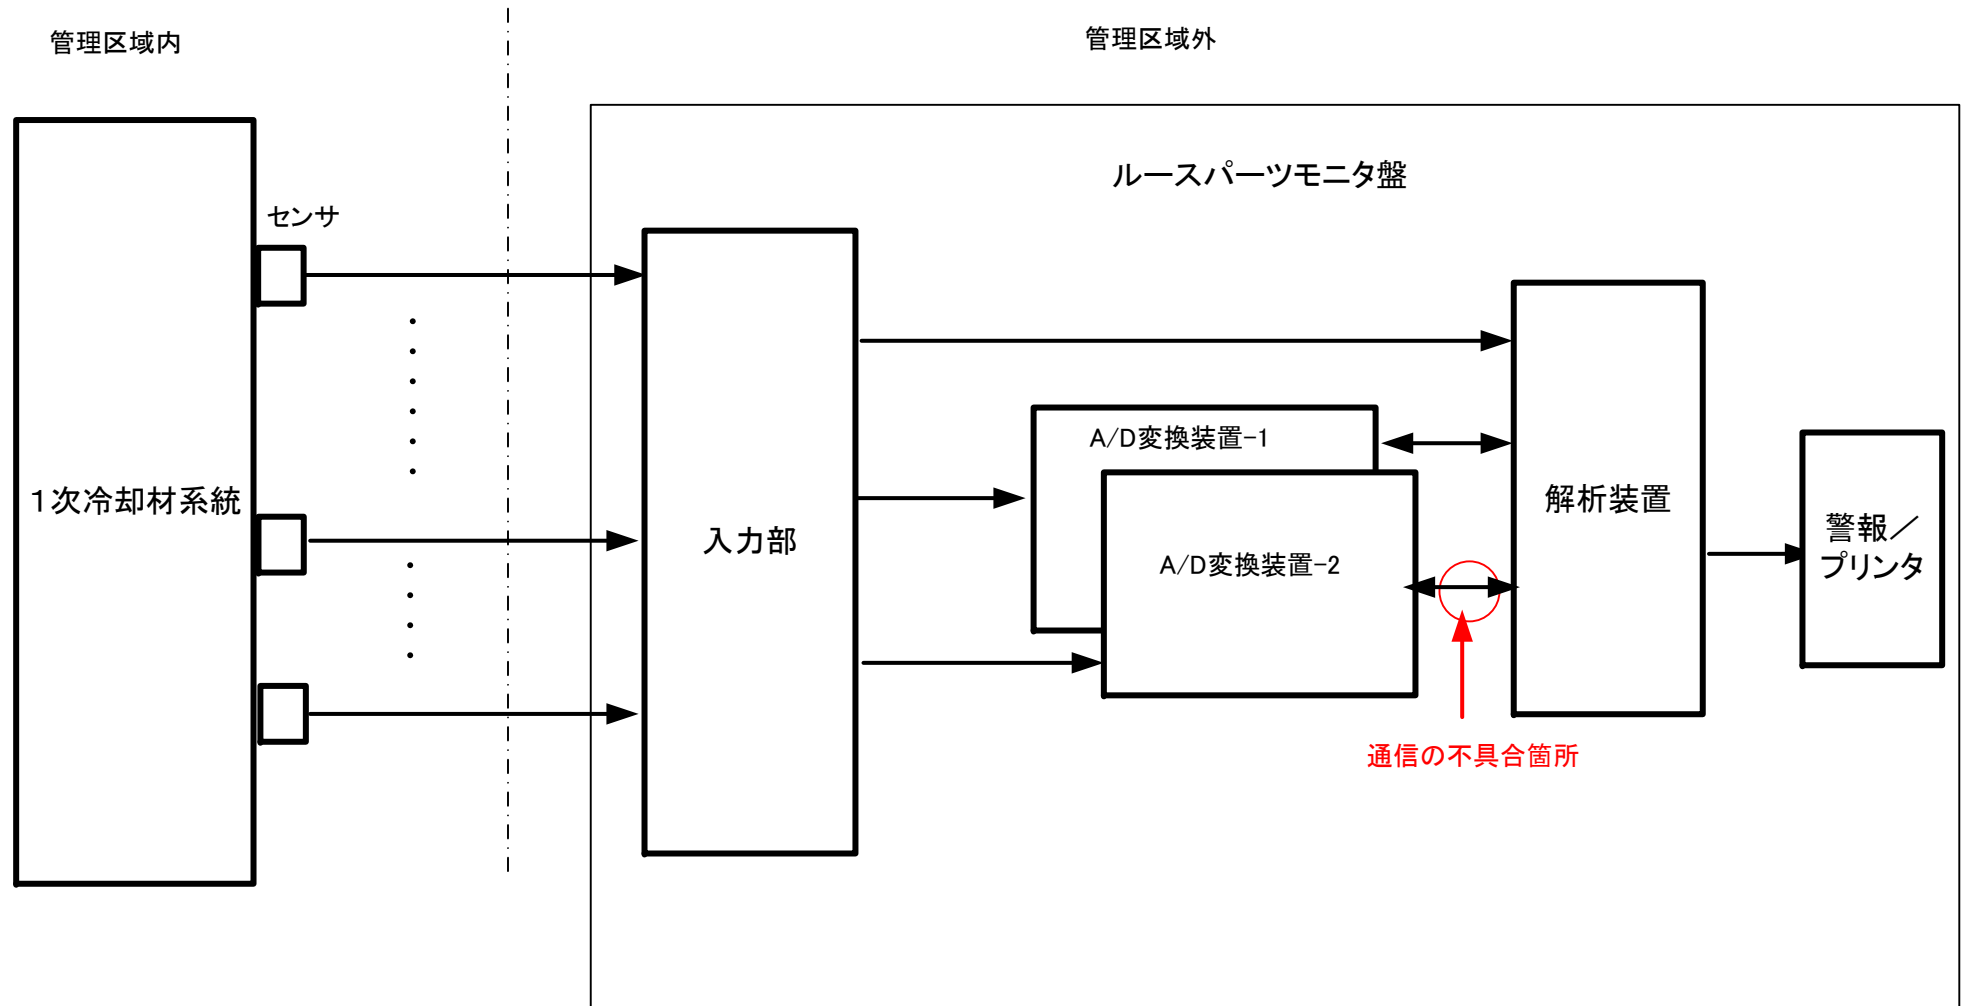 管理区域内
管理区域外
ルースパーツモニタ盤
センサ
A/D変換装置-1
1次冷却材系統
入力部
A/D変換装置-2
解析装置
警報／
プリンタ
通信の不具合箇所